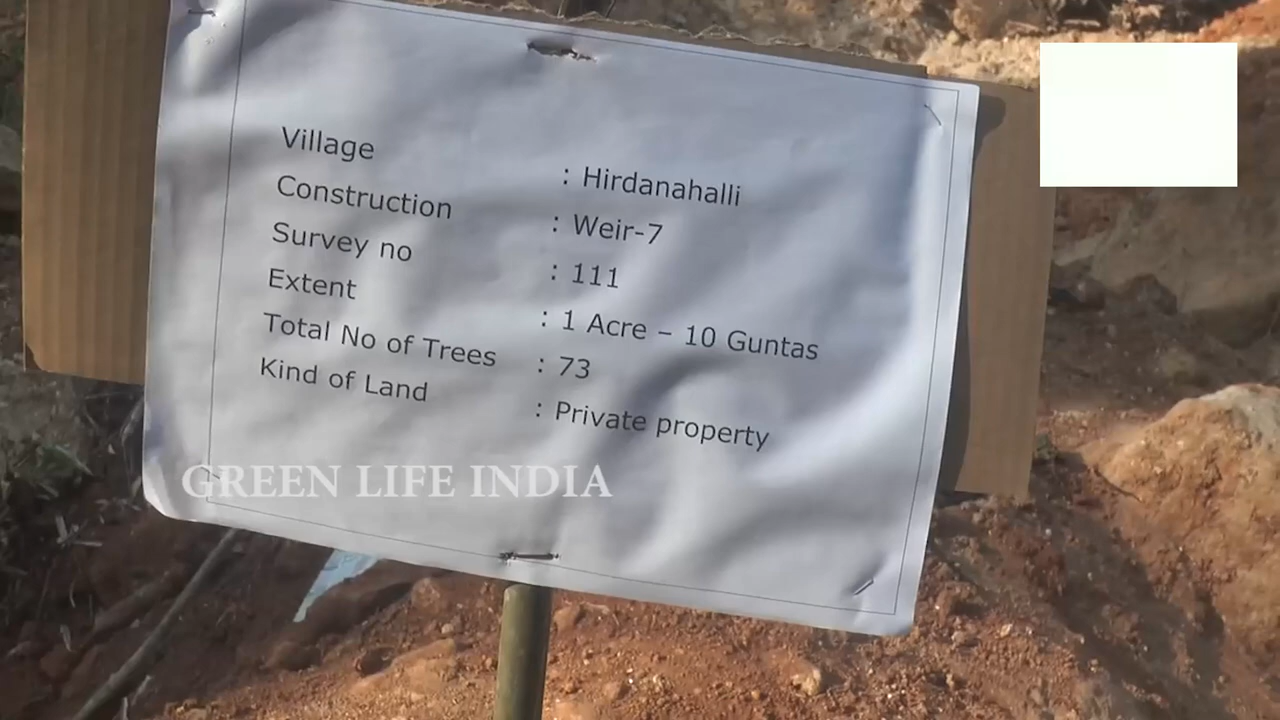 Village : Hirdanahalli
Construction : Weir-7
Survey no : 111
Extent : 1 Acre – 10 Guntas
Total No of Trees : 73
Kind of Land : Private property
GREEN LIFE INDIA